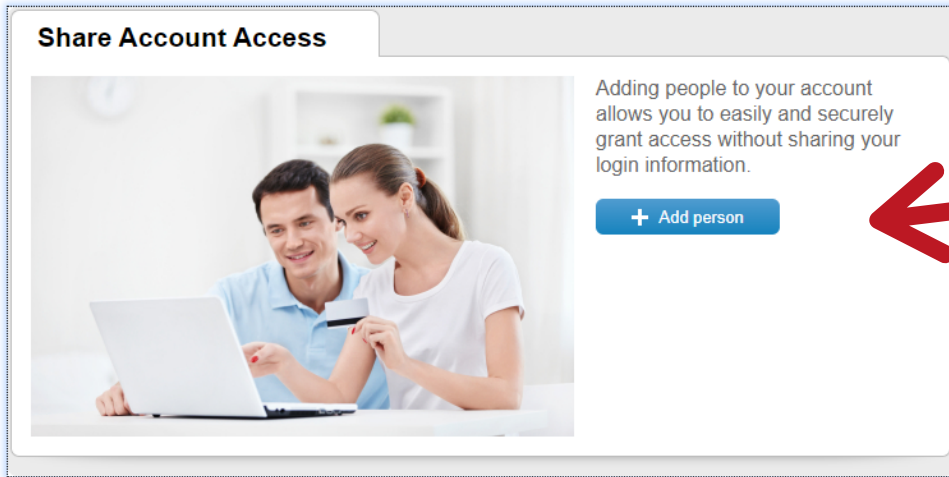 Share Account Access
Adding people to your account
allows you to easily and securely
grant access without sharing your
login information.
+ Add person